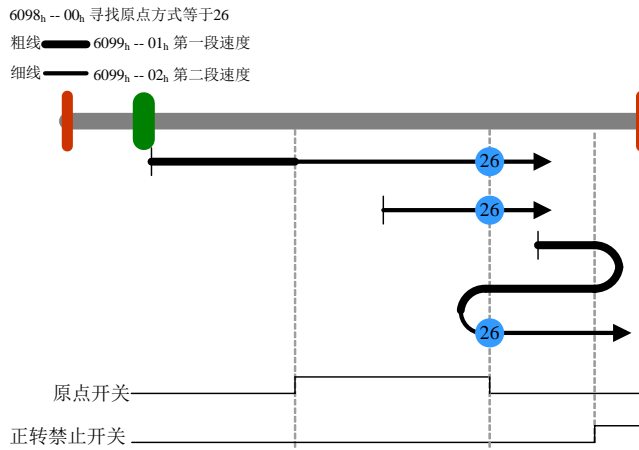 6098h -- 00h 寻找原点方式等于26
粗线 6099h -- 01h 第一段速度
细线 6099h -- 02h 第二段速度
26
26
26
原点开关
正转禁止开关